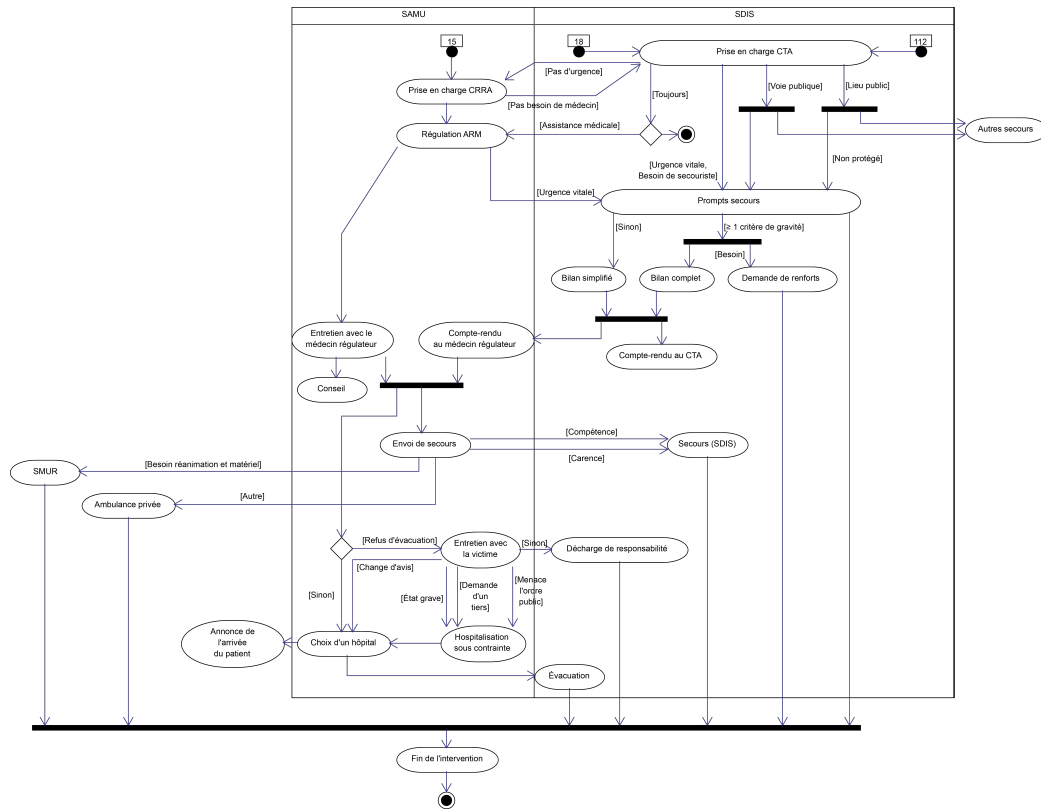 SAMU
SDIS
15
18
112
Prise en charge CTA
[Pas d'urgence]
Prise en charge CRRA
[Voie publique]
[Lieu public]
[Toujours]
[Pas besoin de médecin]
Régulation ARM
[Assistance médicale]
Autres secours
[Non protégé]
[Urgence vitale,
Besoin de secouriste]
[Urgence vitale]
Prompts secours
[Sinon]
[≥ 1 critère de gravité]
[Besoin]
Bilan simplifié
Bilan complet
Demande de renforts
Entretien avec le
médecin régulateur
Compte-rendu
au médecin régulateur
Compte-rendu au CTA
Conseil
Envoi de secours
[Compétence]
Secours (SDIS)
[Carence]
SMUR
[Besoin réanimation et matériel]
Ambulance privée
[Autre]
[Refus d'évacuation]
Entretien avec
la victime
[Sinon]
Décharge de responsabilité
[Change d'avis]
[Sinon]
[État grave]
[Demande
d'un
tiers]
[Menace
l'ordre
public]
Annonce de
l'arrivée
du patient
Choix d'un hôpital
Hospitalisation
sous contrainte
Évacuation
Fin de l'intervention